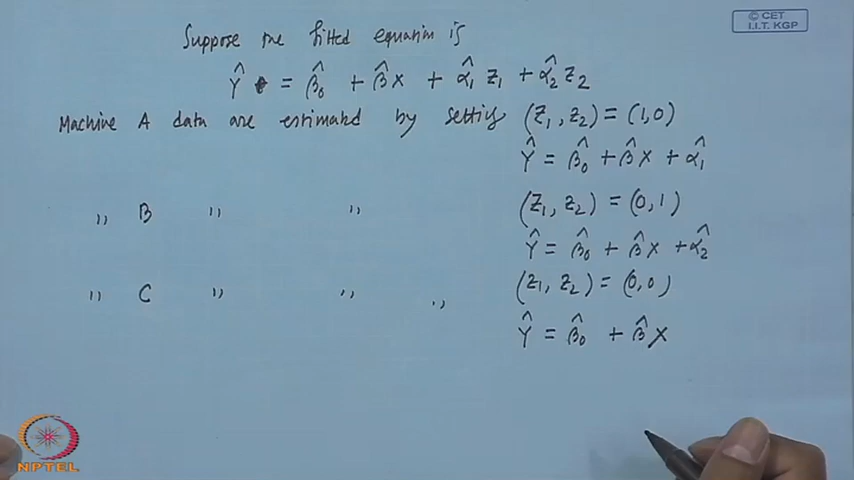 © CET
I.I.T. KGP
Suppose the fitted equation is
Ŷ = β̂₀ + β̂X + α̂₁ Z₁ + α̂₂ Z₂
Machine A data are estimated by setting (Z₁, Z₂) = (1,0)
Ŷ = β̂₀ + β̂X + α̂₁
,, B ,, ,, (Z₁, Z₂) = (0,1)
Ŷ = β̂₀ + β̂X + α̂₂
,, C ,, ,, ,, (Z₁, Z₂) = (0,0)
Ŷ = β̂₀ + β̂X
NPTEL